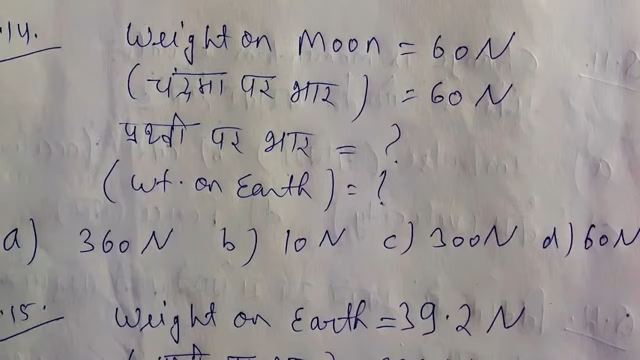 .14. Weight on Moon = 60N
(चंद्रमा पर भार) = 60 N
पृथ्वी पर भार = ?
(wt. on Earth) = ?
a) 360 N b) 10 N c) 300N d) 60N
.15. Weight on Earth = 39.2 N